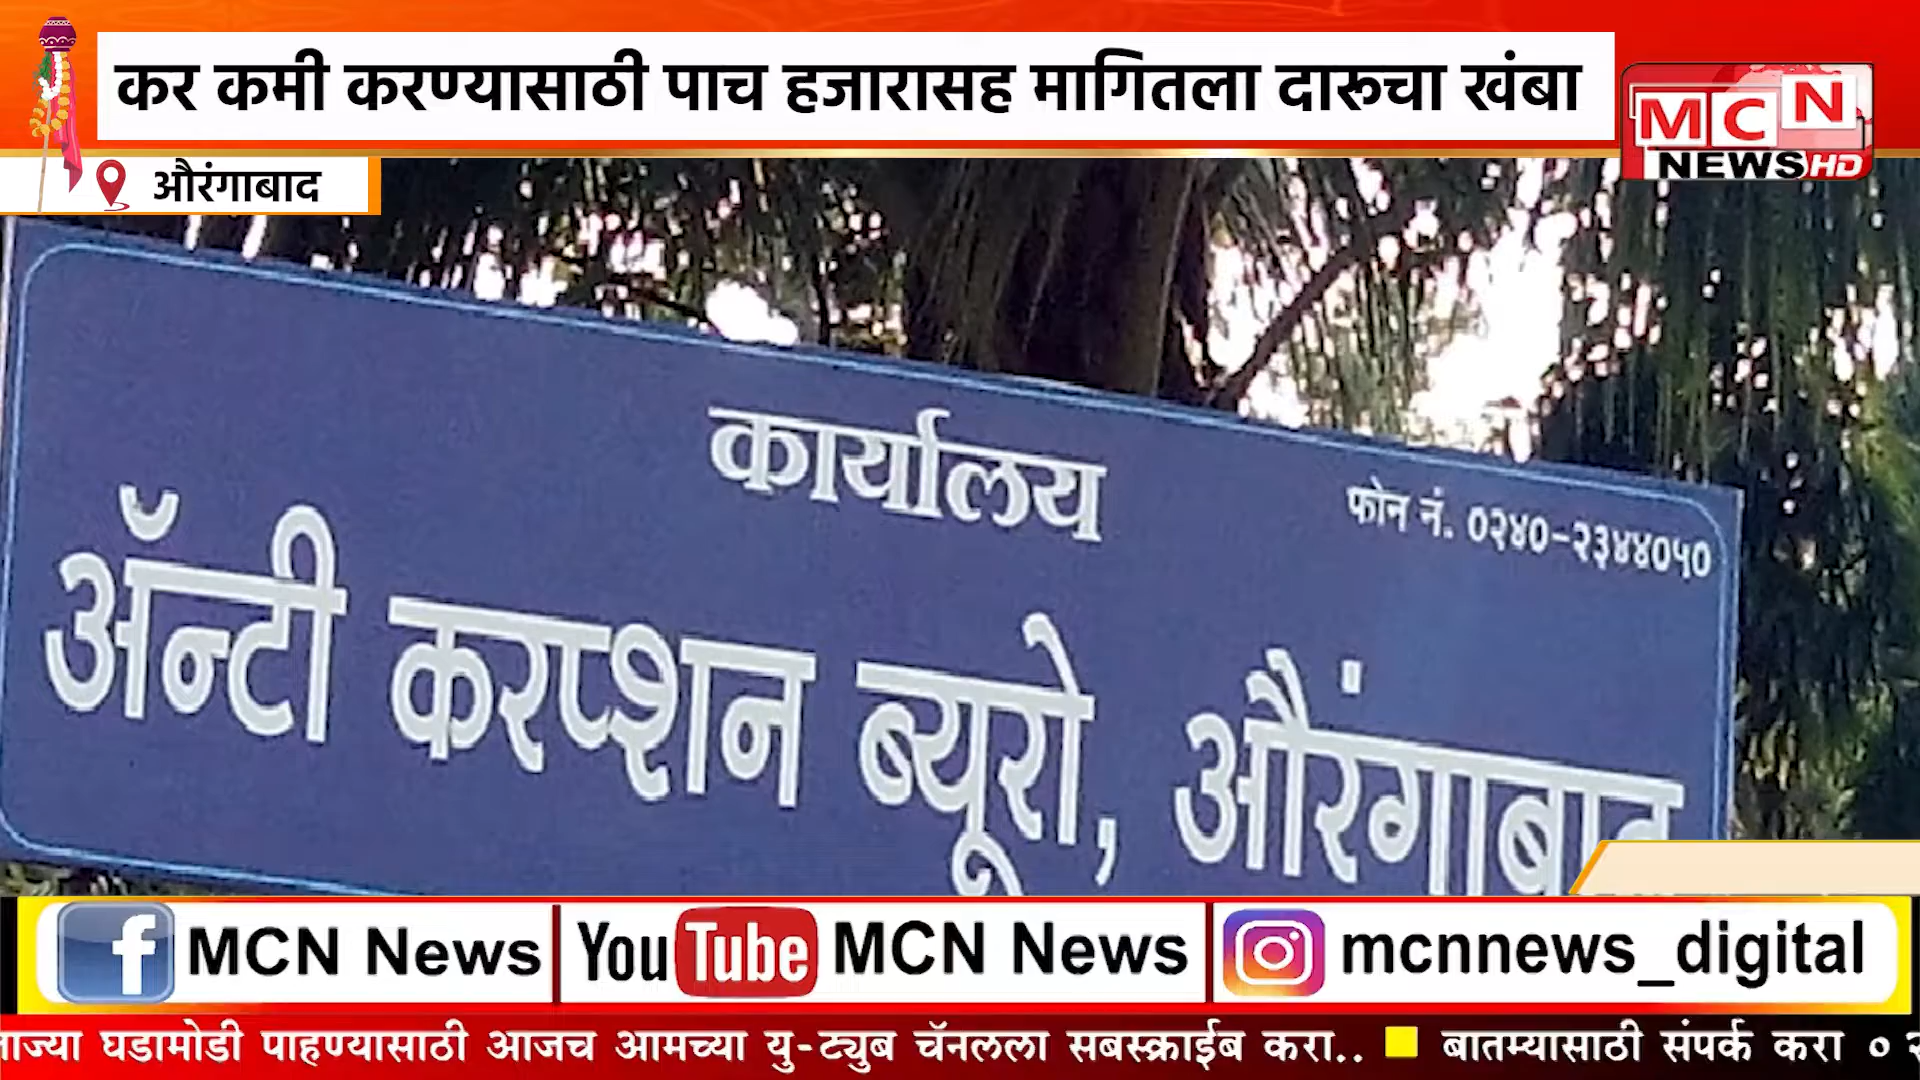 कर कमी करण्यासाठी पाच हजारासह मागितला दारूचा खंबा
MCN
NEWS HD
औरंगाबाद
कार्यालय
फोन नं. ०२४०-२३४४०५०
अ‍ॅन्टी करप्शन ब्यूरो, औरंगाबाद
MCN News
YouTube MCN News
mcnnews_digital
घडामोडी पाहण्यासाठी आजच आमच्या यु-ट्युब चॅनलला सबस्क्राईब करा.. बातम्यासाठी संपर्क करा ०